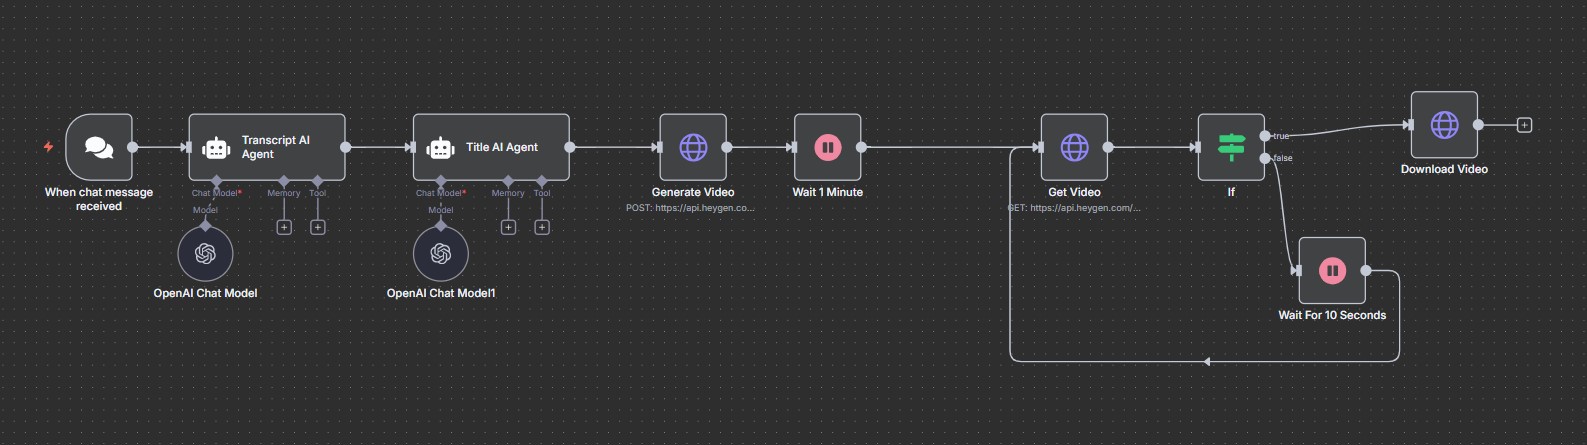 When chat message
received
Transcript AI
Agent
Chat Model*
Memory
Tool
Model
OpenAI Chat Model
Title AI Agent
Chat Model*
Memory
Tool
Model
OpenAI Chat Model1
Generate Video
POST: https://api.heygen.co...
Wait 1 Minute
Get Video
GET: https://api.heygen.com/...
If
true
false
Download Video
Wait For 10 Seconds